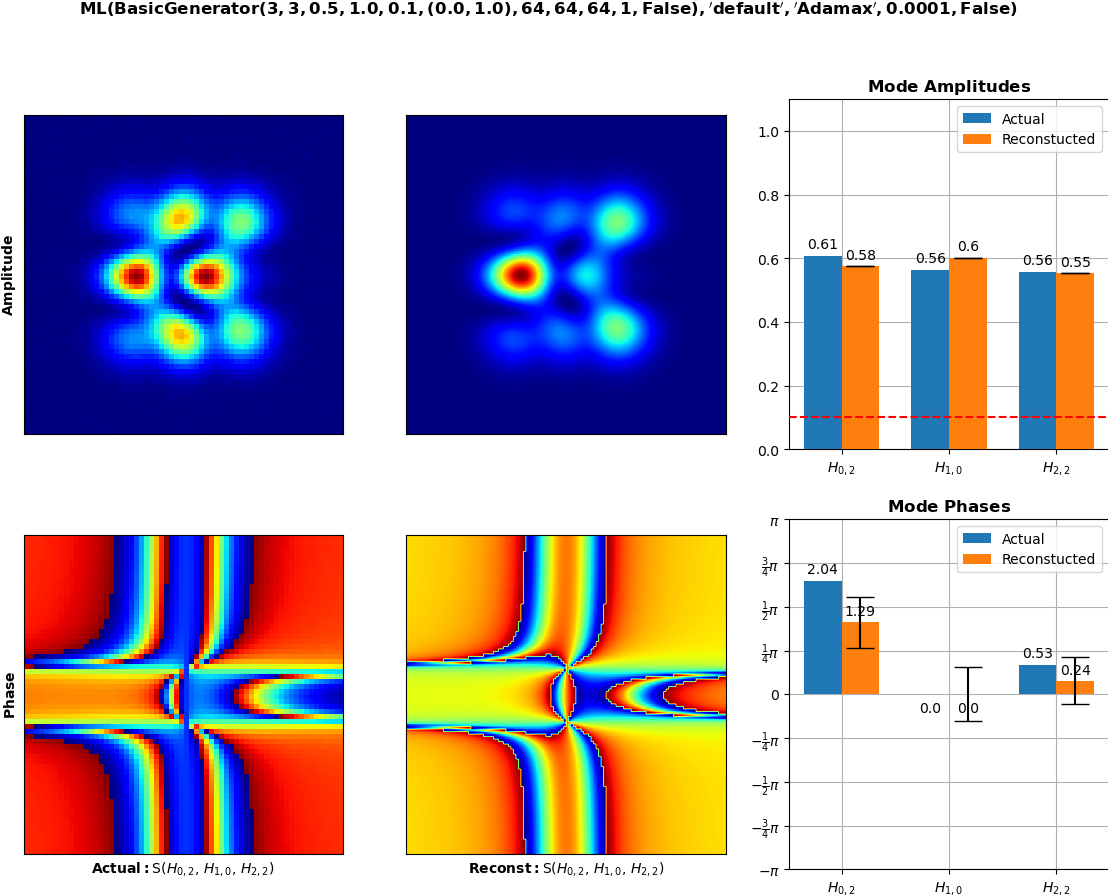 ML(BasicGenerator(3, 3, 0.5, 1.0, 0.1, (0.0, 1.0), 64, 64, 64, 1, False), ′default′, ′Adamax′, 0.0001, False)
Amplitude
Mode Amplitudes
Actual
Reconstucted
1.0
0.8
0.6
0.4
0.2
0.0
0.61
0.58
0.56
0.6
0.56
0.55
H0, 2
H1, 0
H2, 2
Phase
Actual: S(H0, 2, H1, 0, H2, 2)
Reconst: S(H0, 2, H1, 0, H2, 2)
Mode Phases
Actual
Reconstucted
π
3/4π
1/2π
1/4π
0
−1/4π
−1/2π
−3/4π
−π
2.04
1.29
0.0
0.0
0.53
0.24
H0, 2
H1, 0
H2, 2